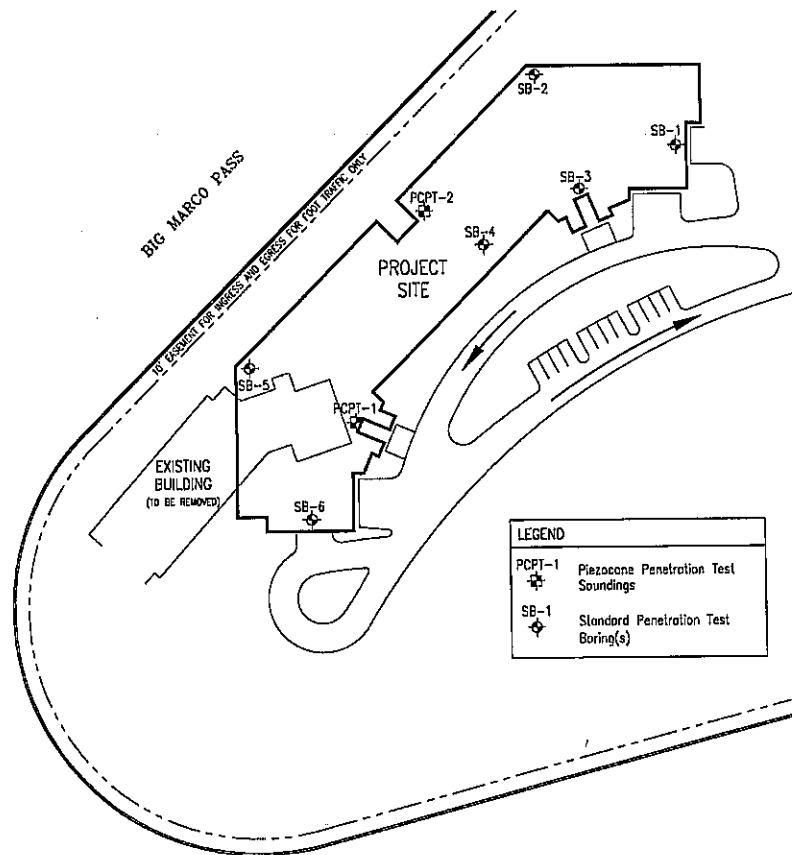 SB-2
SB-1
SB-3
PCPT-2
SB-4
BIG MARCO PASS
10' EASEMENT FOR INGRESS AND EGRESS FOR FOOT TRAFFIC ONLY
PROJECT
SITE
SB-5
PCPT-1
EXISTING
BUILDING
(TO BE REMOVED)
SB-6
LEGEND
PCPT-1
Piezocone Penetration Test
Soundings
SB-1
Standard Penetration Test
Boring(s)